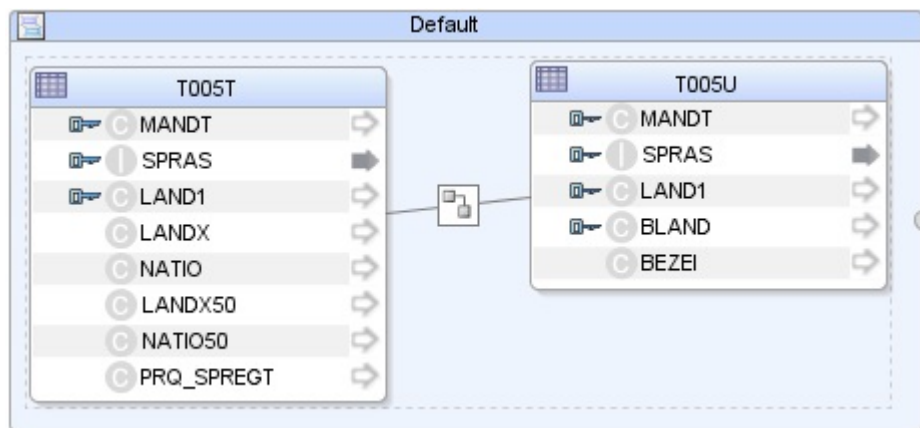 Default
T005T
MANDT
SPRAS
LAND1
LANDX
NATIO
LANDX50
NATIO50
PRQ_SPREGT
T005U
MANDT
SPRAS
LAND1
BLAND
BEZEI